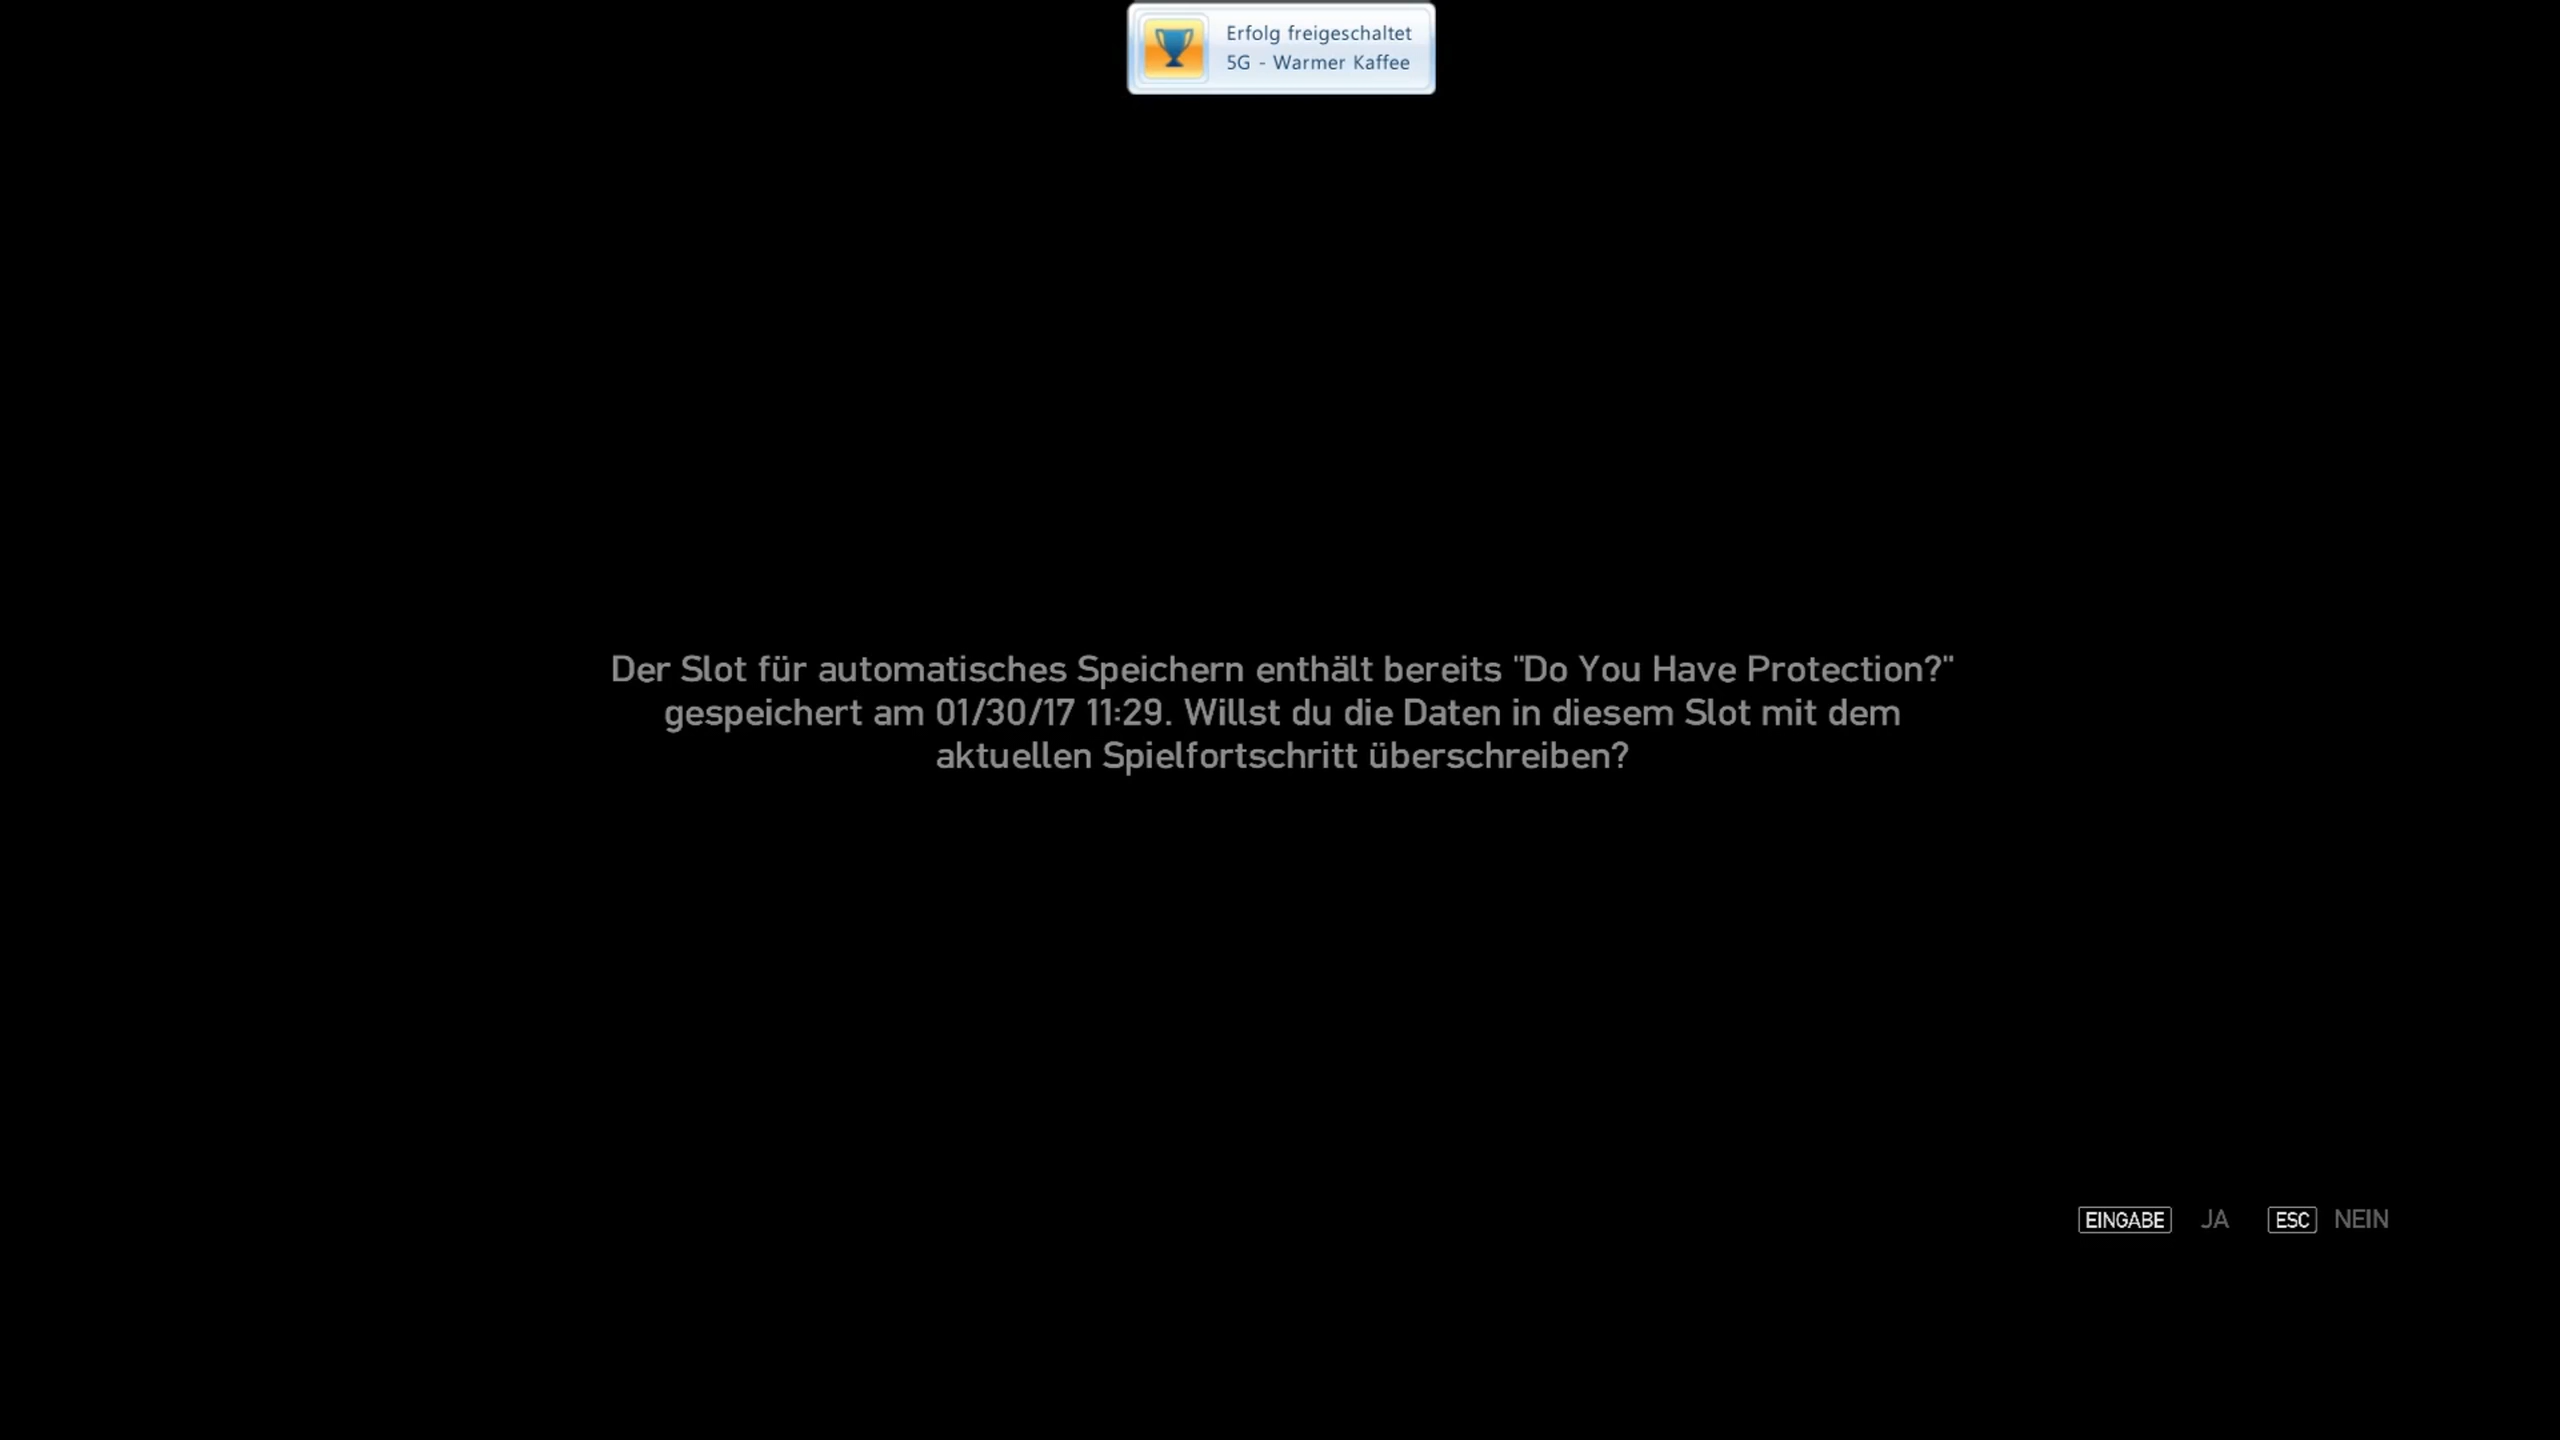 Erfolg freigeschaltet
5G - Warmer Kaffee
Der Slot für automatisches Speichern enthält bereits "Do You Have Protection?"
gespeichert am 01/30/17 11:29. Willst du die Daten in diesem Slot mit dem
aktuellen Spielfortschritt überschreiben?
EINGABE JA ESC NEIN